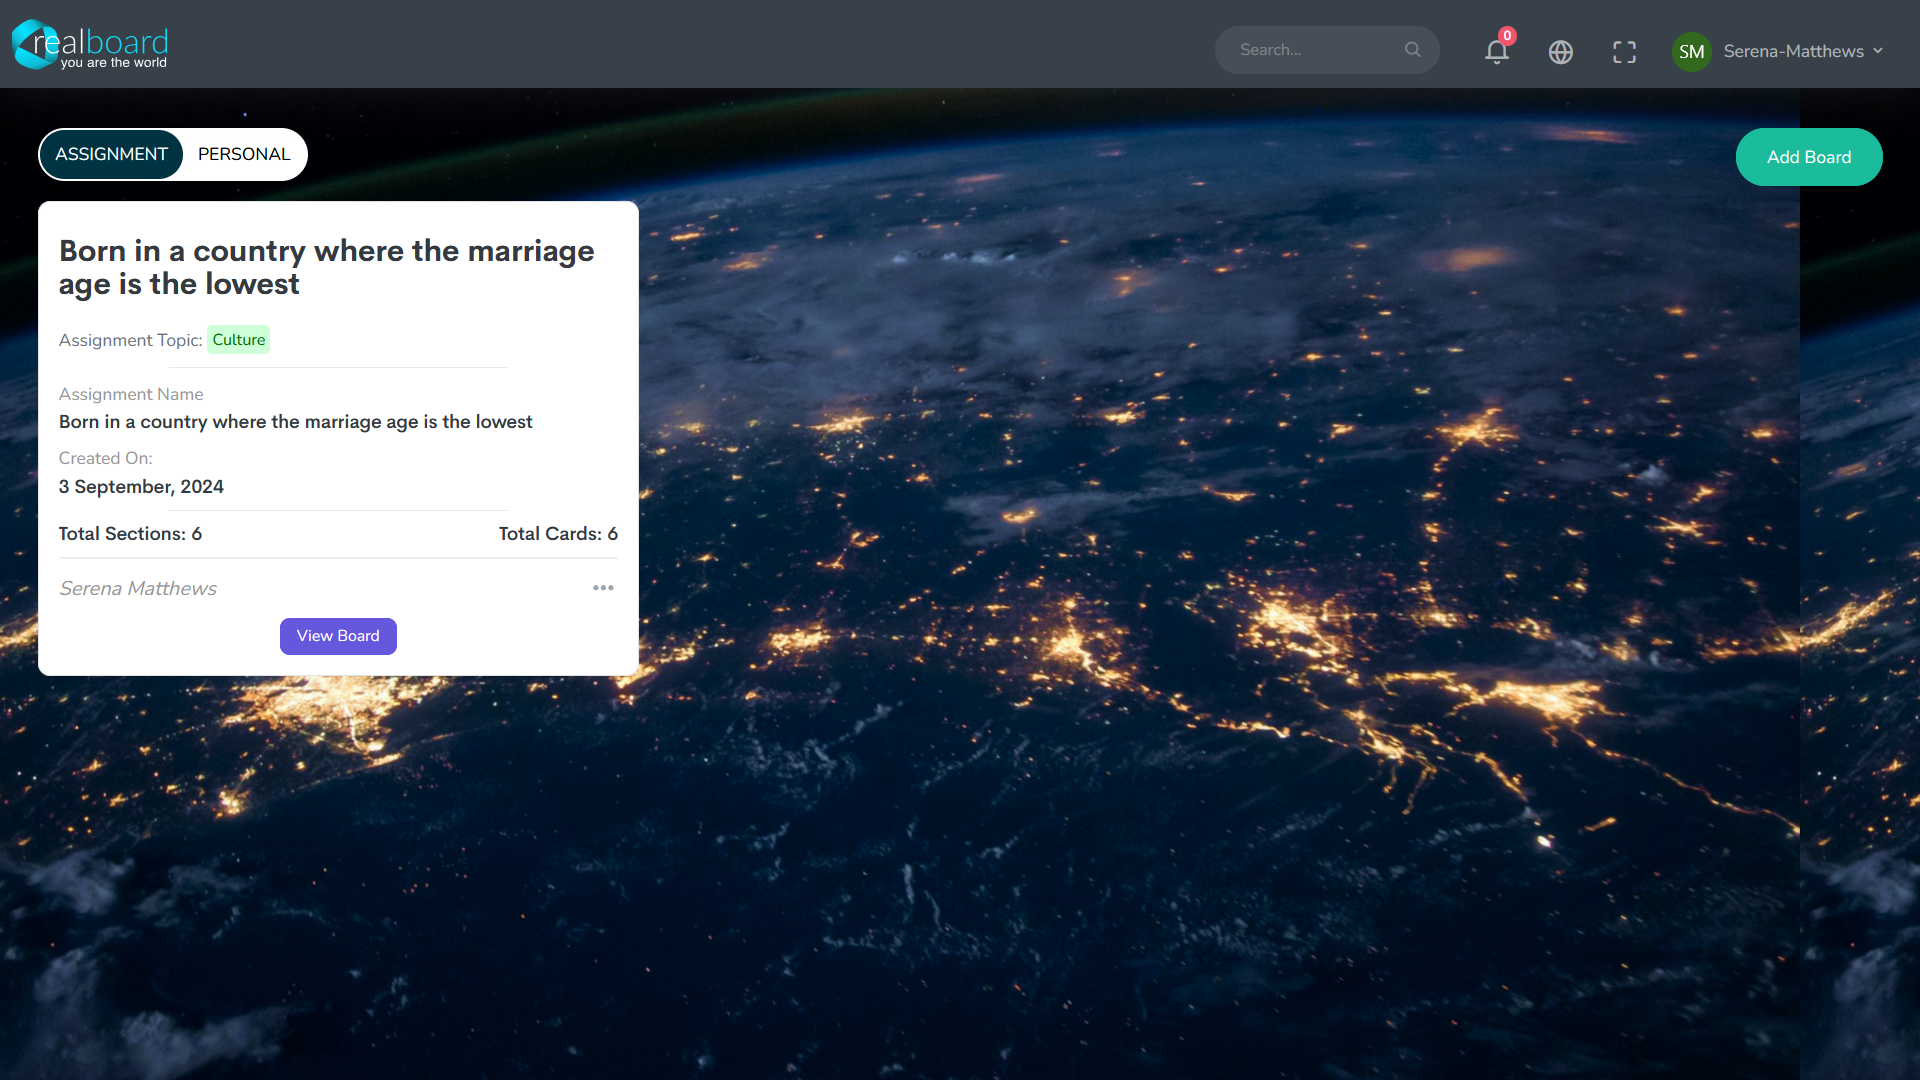 realboard
you are the world
Search...
0
SM
Serena-Matthews
ASSIGNMENT
PERSONAL
Add Board
Born in a country where the marriage
age is the lowest
Assignment Topic: Culture
Assignment Name
Born in a country where the marriage age is the lowest
Created On:
3 September, 2024
Total Sections: 6
Total Cards: 6
Serena Matthews
View Board